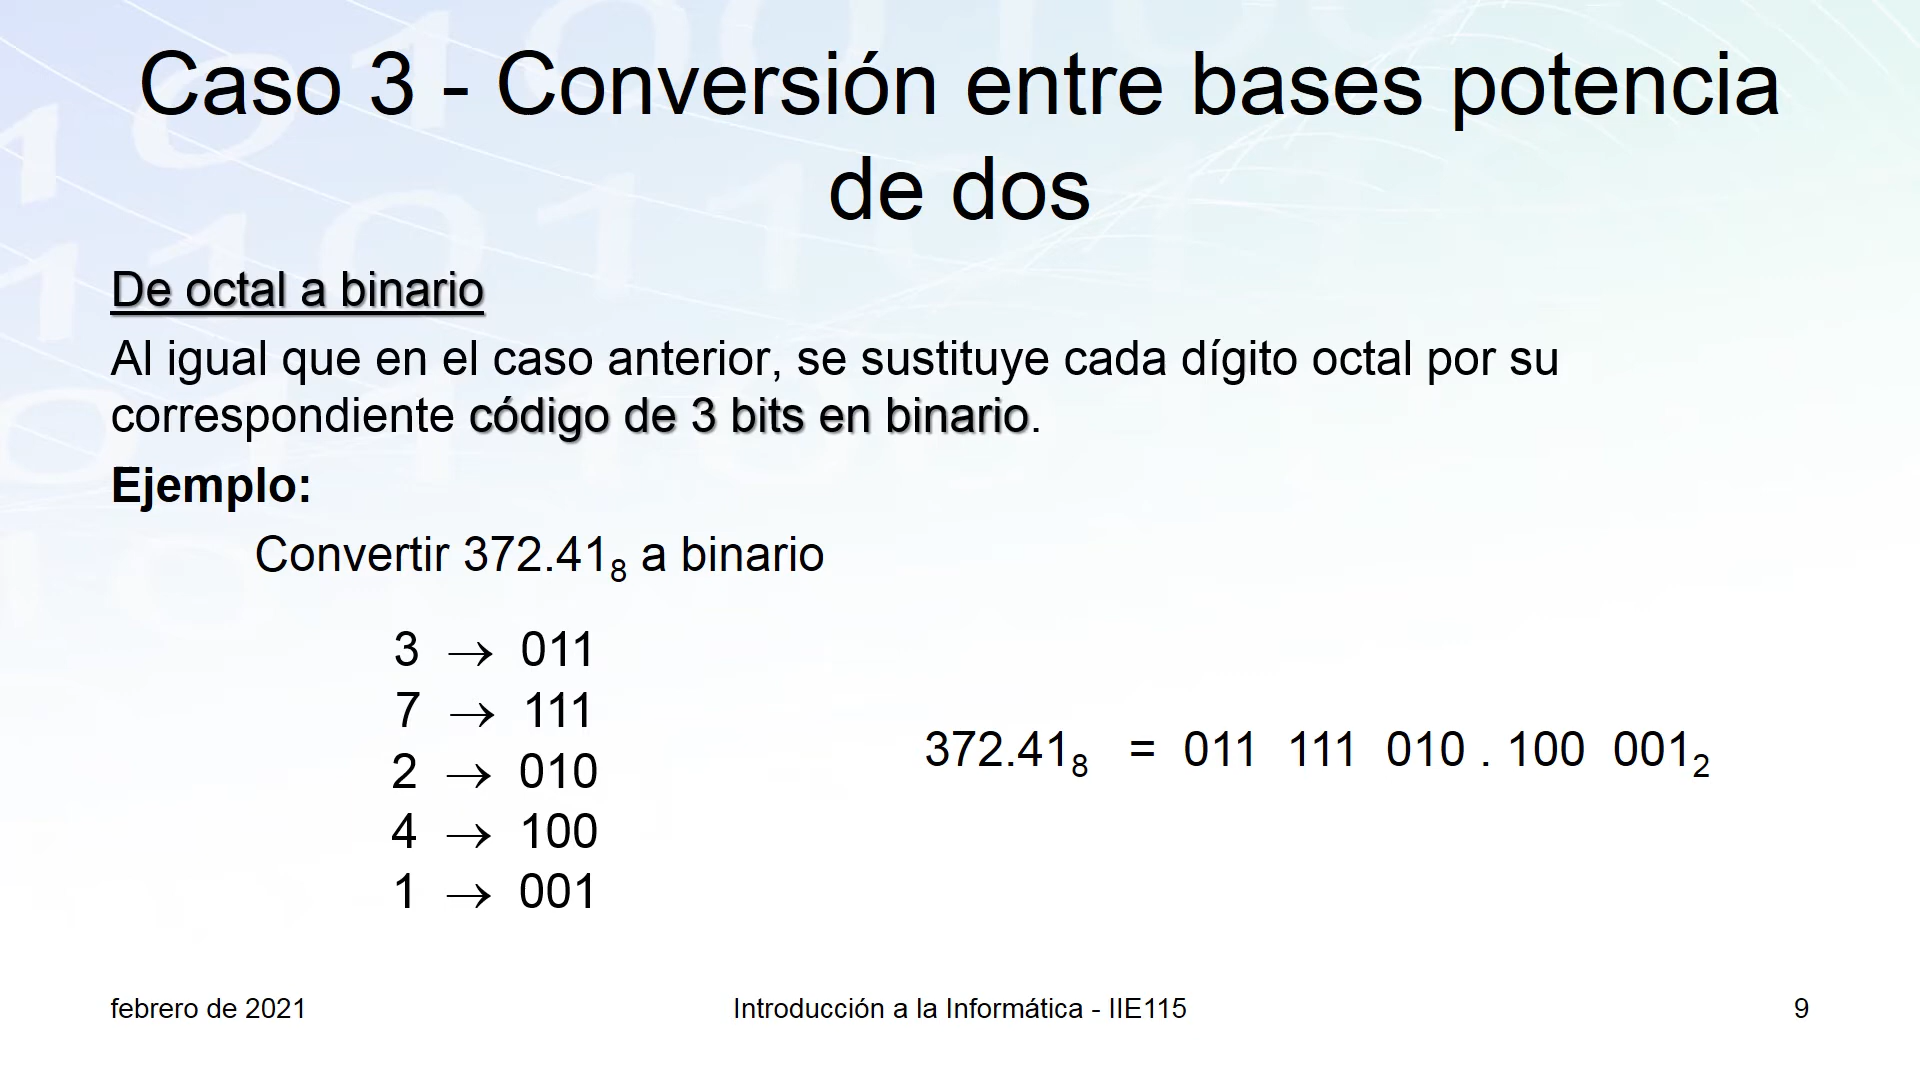 Caso 3 - Conversión entre bases potencia
de dos
De octal a binario
Al igual que en el caso anterior, se sustituye cada dígito octal por su
correspondiente código de 3 bits en binario.
Ejemplo:
Convertir 372.41₈ a binario
3 → 011
7 → 111
2 → 010
4 → 100
1 → 001
372.41₈ = 011 111 010 . 100 001₂
febrero de 2021
Introducción a la Informática - IIE115
9